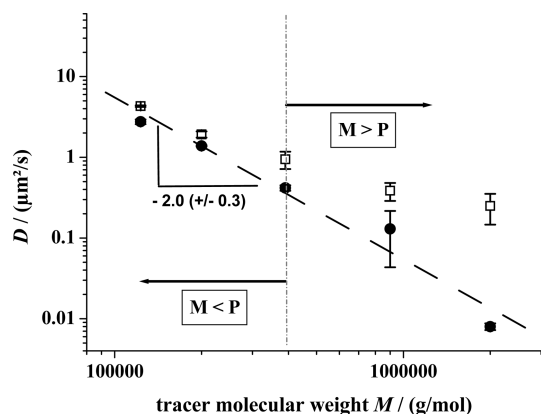 10
1
0.1
0.01
D / (µm²/s)
M > P
- 2.0 (+/- 0.3)
M < P
100000
1000000
tracer molecular weight M / (g/mol)